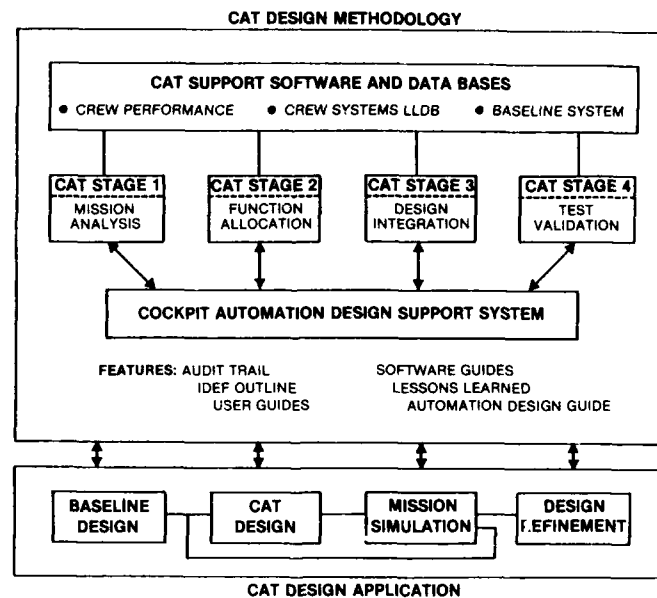 CAT DESIGN METHODOLOGY
CAT SUPPORT SOFTWARE AND DATA BASES
● CREW PERFORMANCE ● CREW SYSTEMS LLDB ● BASELINE SYSTEM
CAT STAGE 1
MISSION
ANALYSIS
CAT STAGE 2
FUNCTION
ALLOCATION
CAT STAGE 3
DESIGN
INTEGRATION
CAT STAGE 4
TEST
VALIDATION
COCKPIT AUTOMATION DESIGN SUPPORT SYSTEM
FEATURES: AUDIT TRAIL
IDEF OUTLINE
USER GUIDES
SOFTWARE GUIDES
LESSONS LEARNED
AUTOMATION DESIGN GUIDE
BASELINE
DESIGN
CAT
DESIGN
MISSION
SIMULATION
DESIGN
REFINEMENT
CAT DESIGN APPLICATION